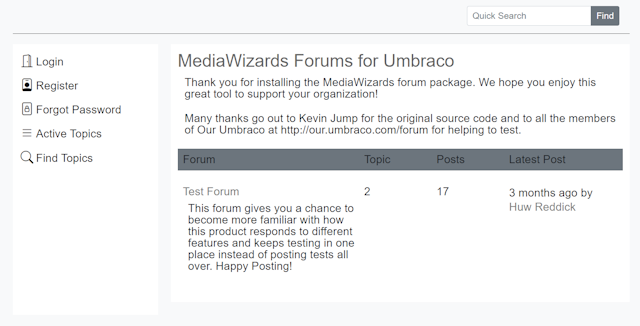 Quick Search
Find
Login
Register
Forgot Password
Active Topics
Find Topics
MediaWizards Forums for Umbraco
Thank you for installing the MediaWizards forum package. We hope you enjoy this
great tool to support your organization!
Many thanks go out to Kevin Jump for the original source code and to all the members
of Our Umbraco at http://our.umbraco.com/forum for helping to test.
Forum Topic Posts Latest Post
Test Forum 2 17 3 months ago by
Huw Reddick
This forum gives you a chance to
become more familiar with how
this product responds to different
features and keeps testing in one
place instead of posting tests all
over. Happy Posting!